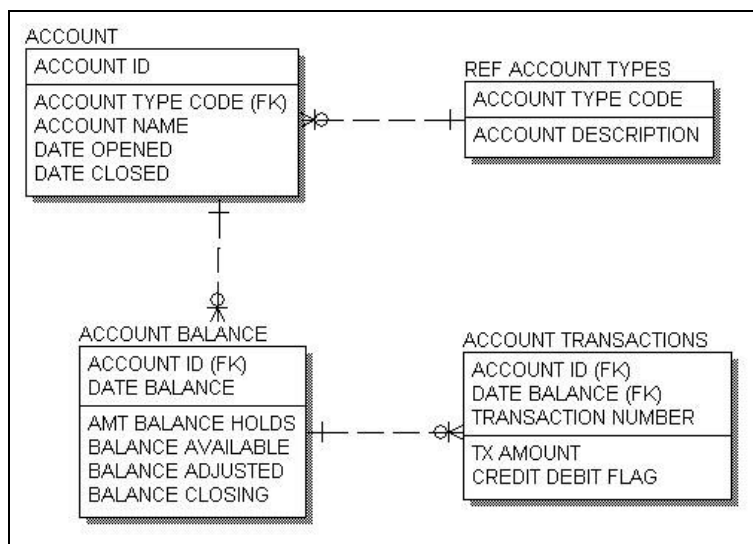 ACCOUNT
ACCOUNT ID
ACCOUNT TYPE CODE (FK)
ACCOUNT NAME
DATE OPENED
DATE CLOSED
REF ACCOUNT TYPES
ACCOUNT TYPE CODE
ACCOUNT DESCRIPTION
ACCOUNT BALANCE
ACCOUNT ID (FK)
DATE BALANCE
AMT BALANCE HOLDS
BALANCE AVAILABLE
BALANCE ADJUSTED
BALANCE CLOSING
ACCOUNT TRANSACTIONS
ACCOUNT ID (FK)
DATE BALANCE (FK)
TRANSACTION NUMBER
TX AMOUNT
CREDIT DEBIT FLAG